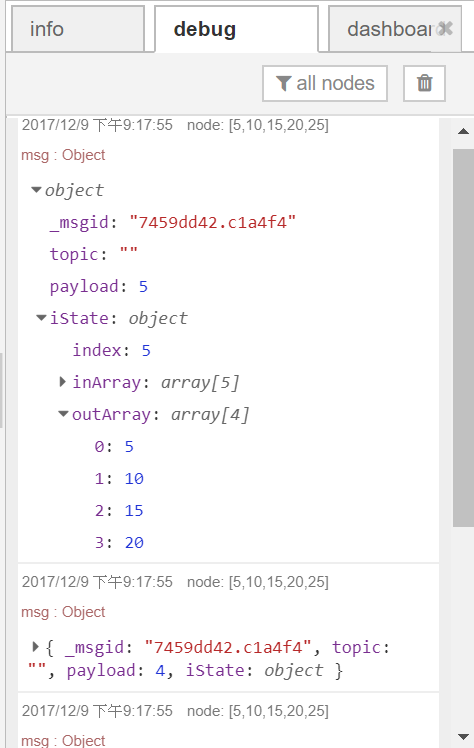 info debug dashboar
all nodes
2017/12/9 下午9:17:55 node: [5,10,15,20,25]
msg : Object
object
_msgid: "7459dd42.c1a4f4"
topic: ""
payload: 5
iState: object
index: 5
inArray: array[5]
outArray: array[4]
0: 5
1: 10
2: 15
3: 20
2017/12/9 下午9:17:55 node: [5,10,15,20,25]
msg : Object
{ _msgid: "7459dd42.c1a4f4", topic:
"", payload: 4, iState: object }
2017/12/9 下午9:17:55 node: [5,10,15,20,25]
msg : Object